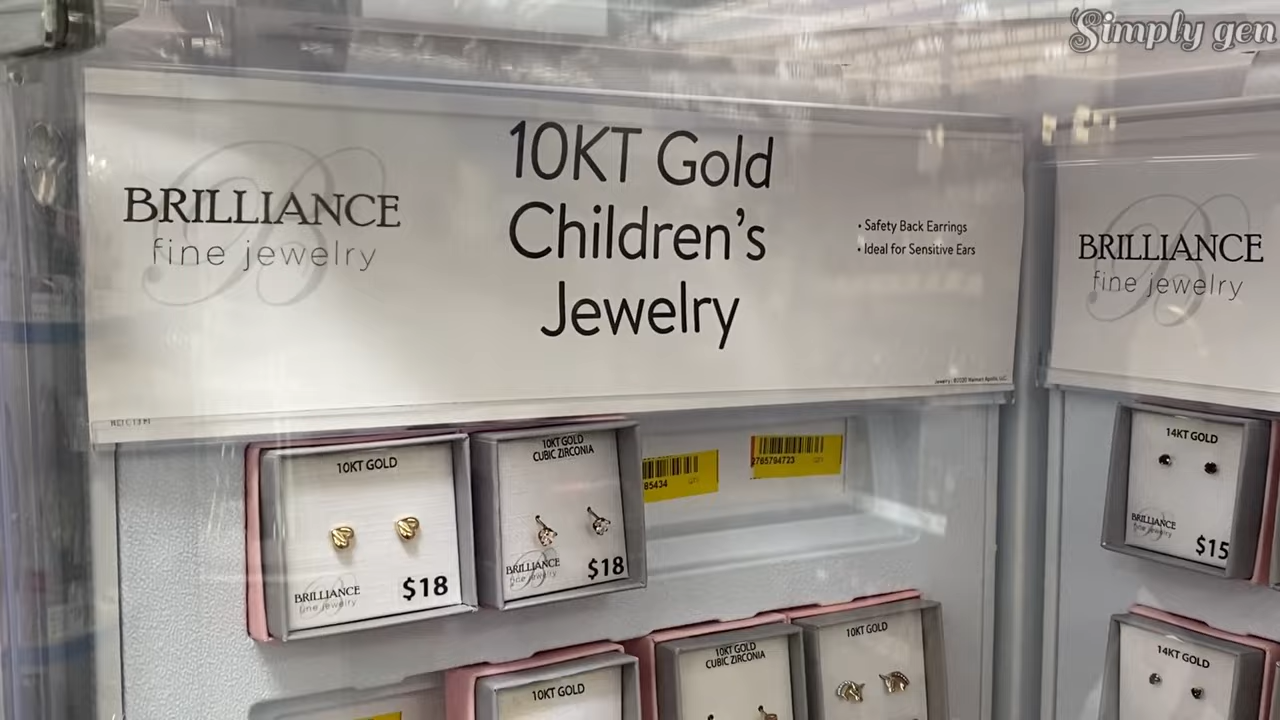 Simply gen
BRILLIANCE
fine jewelry
10KT Gold
Children's
Jewelry
• Safety Back Earrings
• Ideal for Sensitive Ears
BRILLIANCE
fine jewelry
10KT GOLD
BRILLIANCE
fine jewelry
$18
10KT GOLD
CUBIC ZIRCONIA
BRILLIANCE
fine jewelry
$18
85434
2765794723
14KT GOLD
BRILLIANCE
fine jewelry
$15
10KT GOLD
10KT GOLD
CUBIC ZIRCONIA
10KT GOLD
14KT GOLD